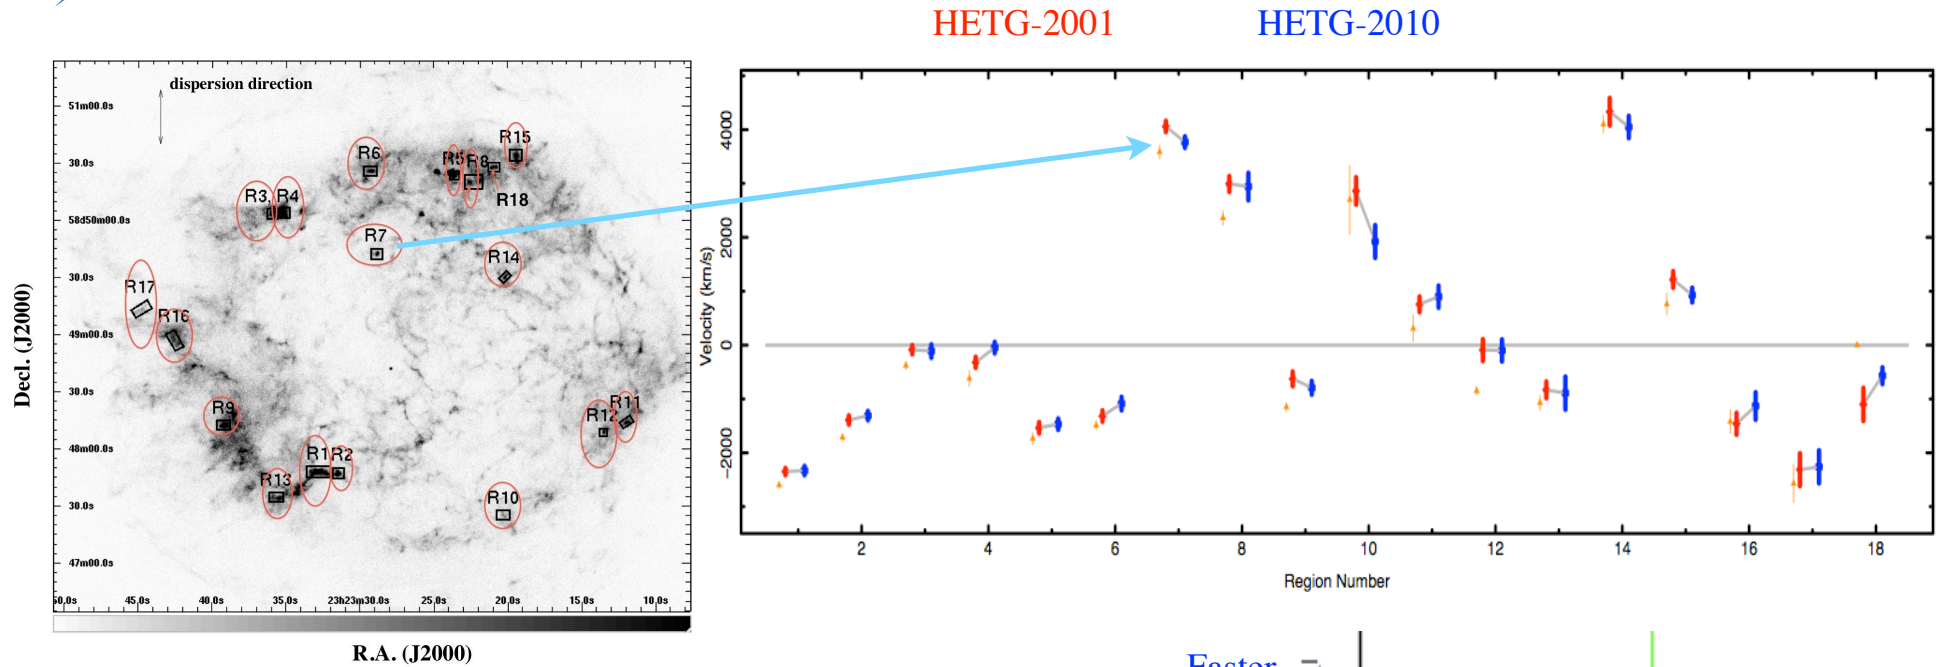 HETG-2001 HETG-2010
dispersion direction
51m00.0s
30.0s
58d50m00.0s
30.0s
49m00.0s
30.0s
48m00.0s
30.0s
47m00.0s
Decl. (J2000)
R15
R6
R5 R8
R18
R3 R4
R7
R14
R17
R16
R9
R12 R11
R1 R2
R13
R10
50.0s 45.0s 40.0s 35.0s 23h23m30.0s 25.0s 20.0s 15.0s 10.0s
R.A. (J2000)
Velocity (km/s)
4000
2000
0
−2000
2 4 6 8 10 12 14 16 18
Region Number
Faster